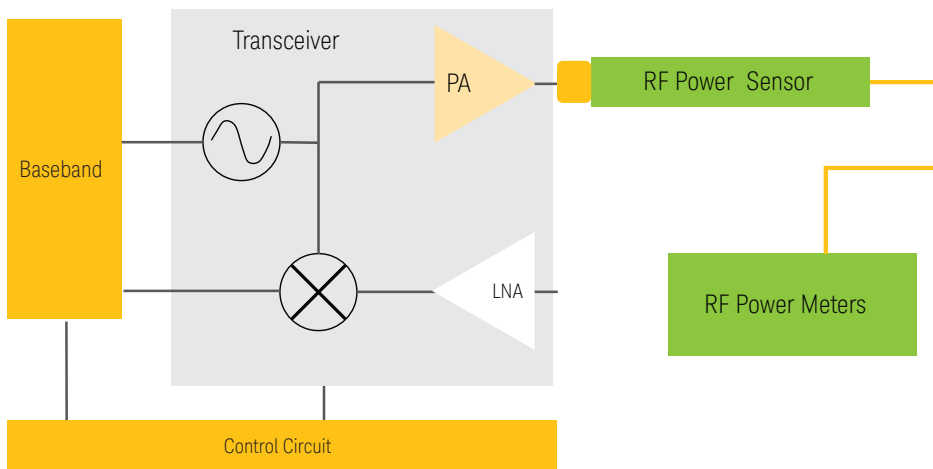 Transceiver
PA
RF Power Sensor
Baseband
LNA
RF Power Meters
Control Circuit